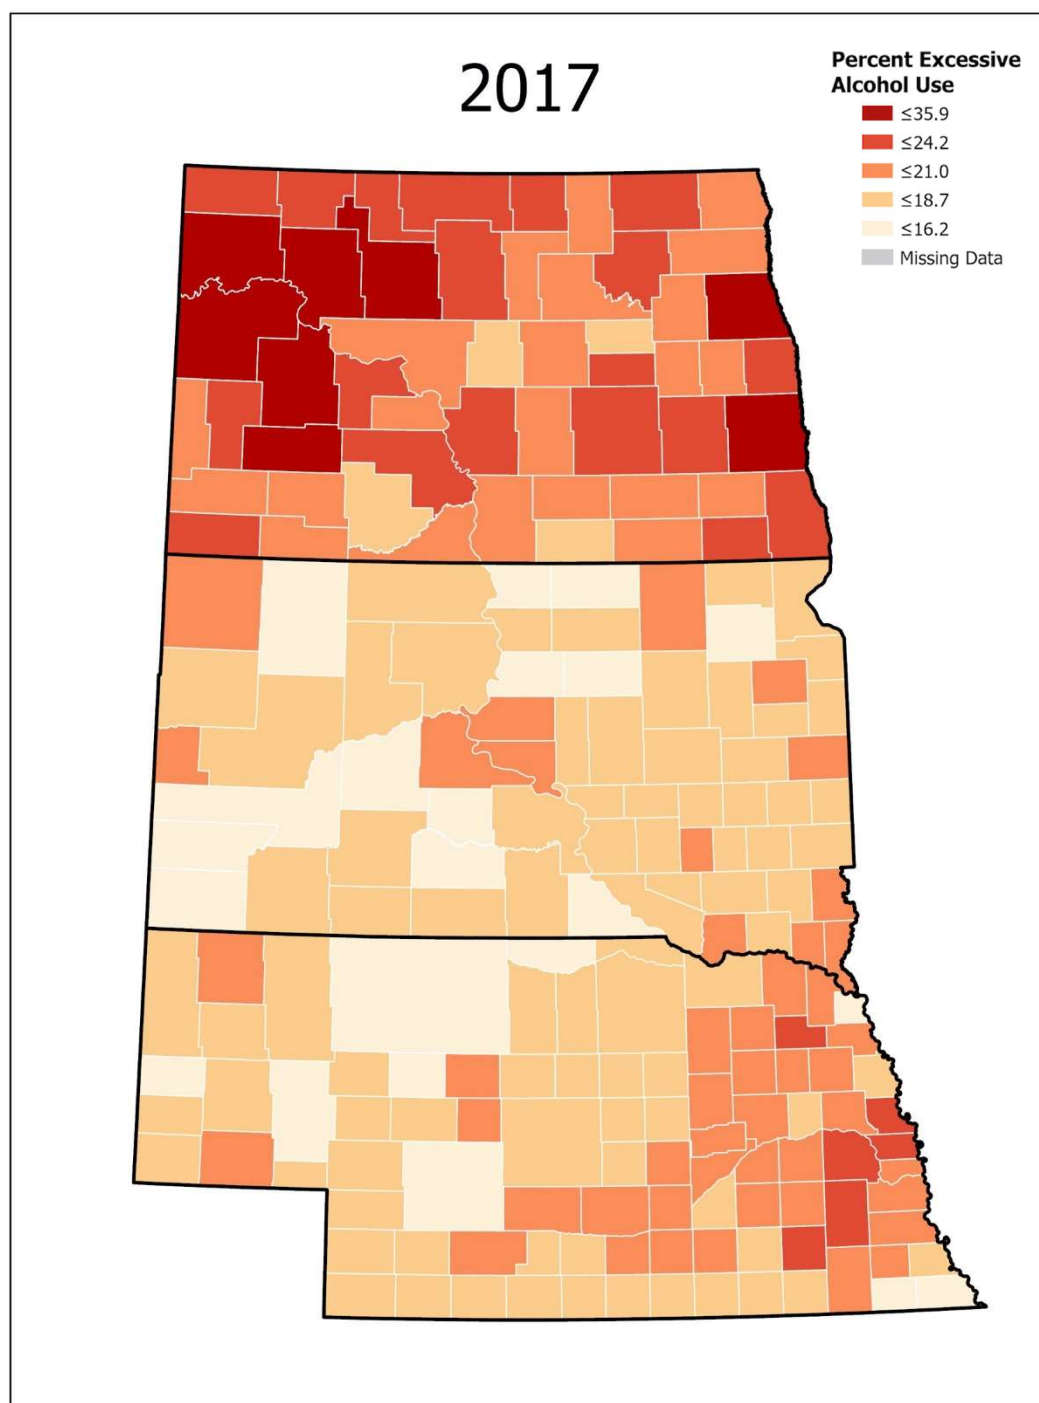 2017
Percent Excessive
Alcohol Use
≤35.9
≤24.2
≤21.0
≤18.7
≤16.2
Missing Data